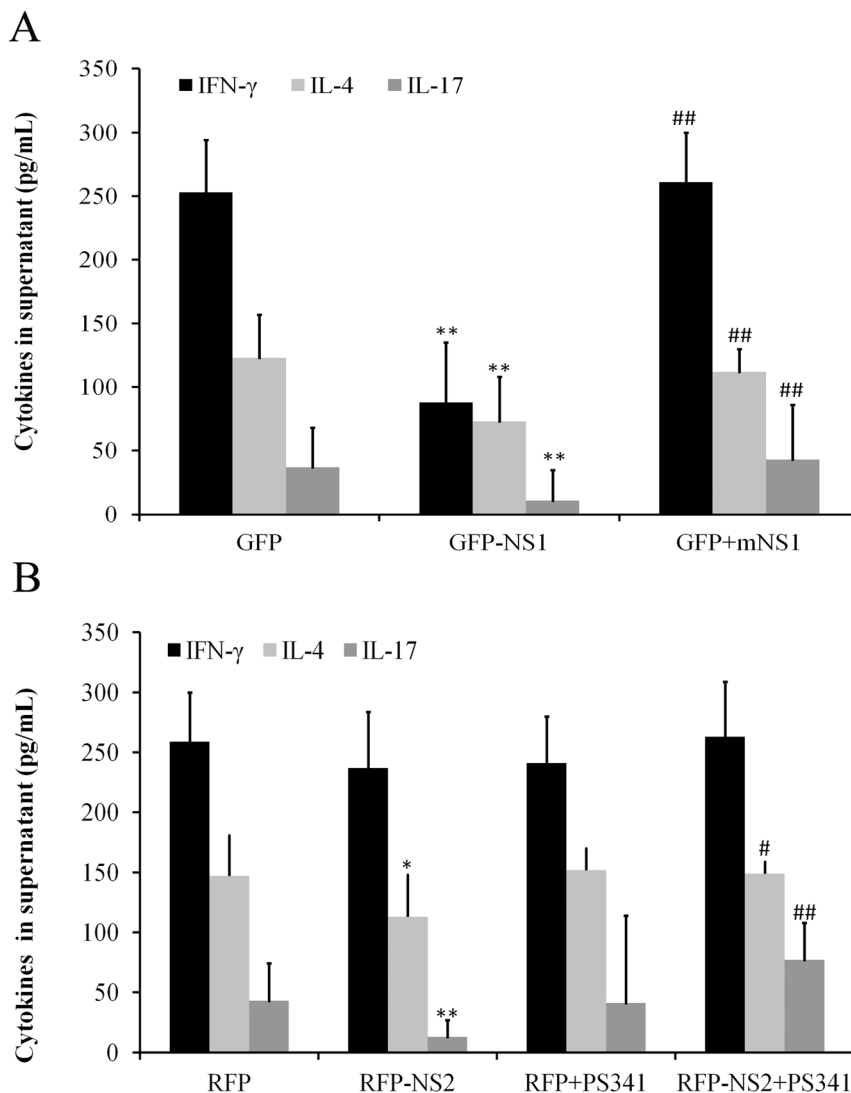 A
Cytokines in supernatant (pg/mL)
350
300
250
200
150
100
50
0
IFN-γ IL-4 IL-17
** ** **
## ## ##
GFP GFP-NS1 GFP+mNS1
B
Cytokines in supernatant (pg/mL)
350
300
250
200
150
100
50
0
IFN-γ IL-4 IL-17
* **
# ##
RFP RFP-NS2 RFP+PS341 RFP-NS2+PS341